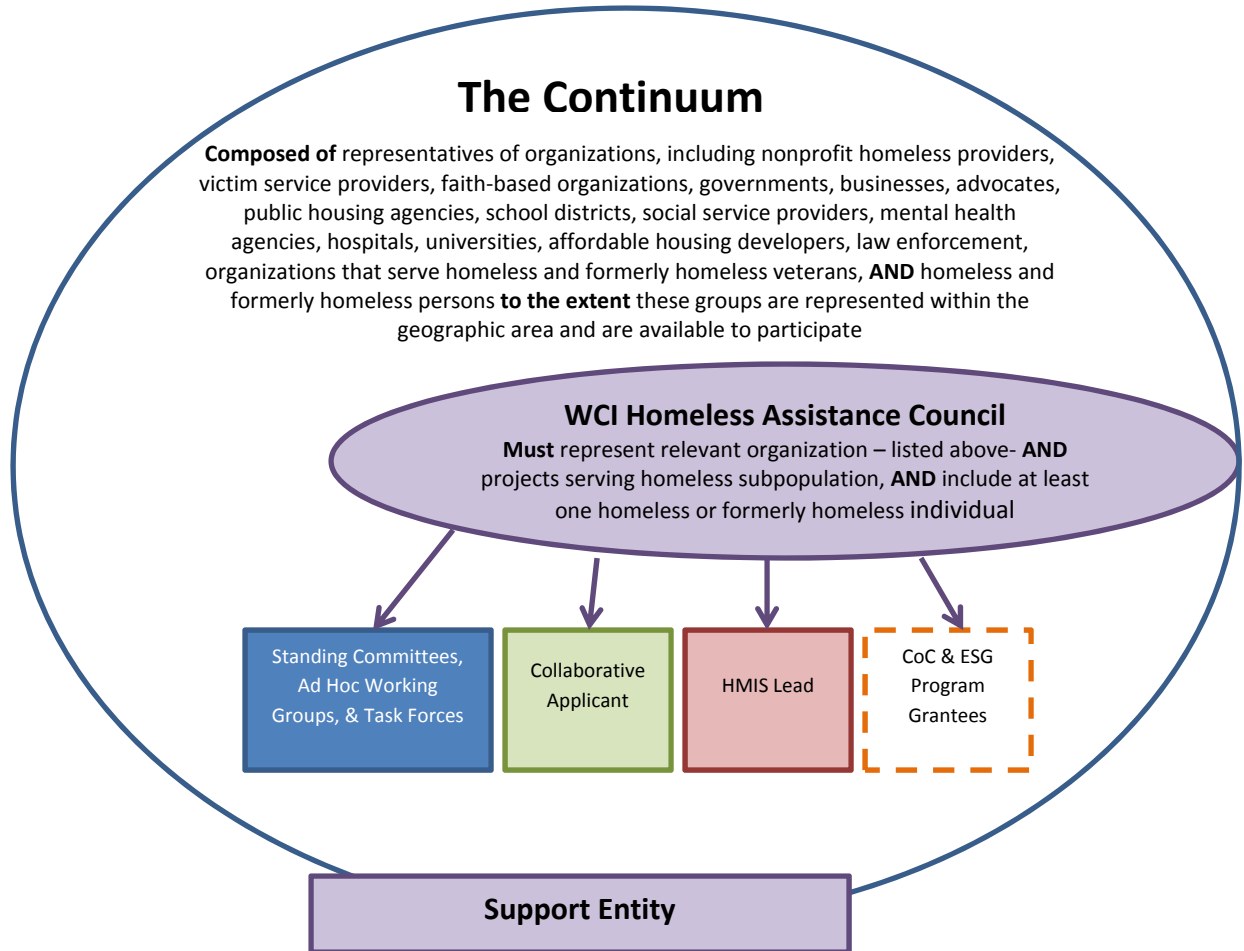 The Continuum
Composed of representatives of organizations, including nonprofit homeless providers,
victim service providers, faith-based organizations, governments, businesses, advocates,
public housing agencies, school districts, social service providers, mental health
agencies, hospitals, universities, affordable housing developers, law enforcement,
organizations that serve homeless and formerly homeless veterans, AND homeless and
formerly homeless persons to the extent these groups are represented within the
geographic area and are available to participate
WCI Homeless Assistance Council
Must represent relevant organization – listed above- AND
projects serving homeless subpopulation, AND include at least
one homeless or formerly homeless individual
Standing Committees,
Ad Hoc Working
Groups, & Task Forces
Collaborative
Applicant
HMIS Lead
CoC & ESG
Program
Grantees
Support Entity